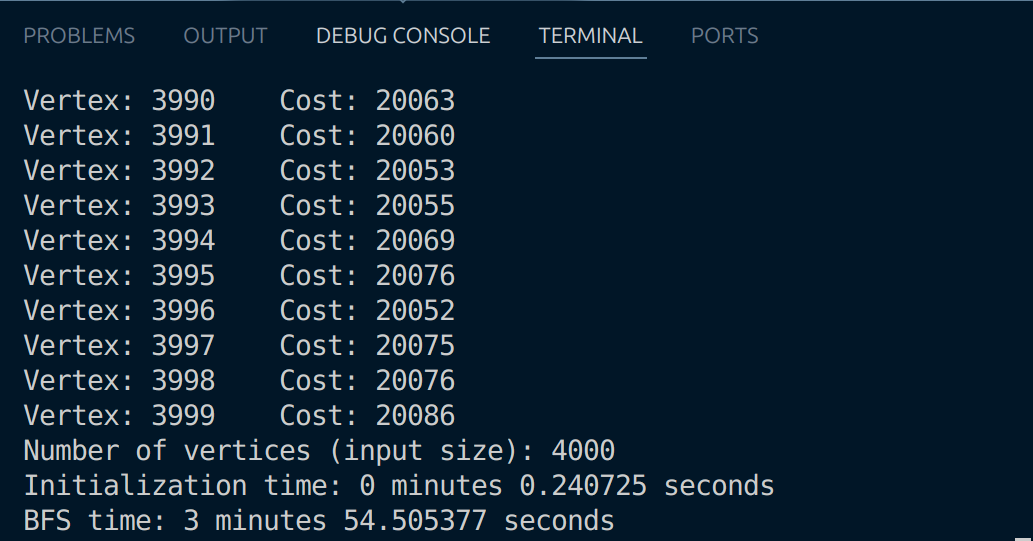 PROBLEMS OUTPUT DEBUG CONSOLE TERMINAL PORTS
Vertex: 3990    Cost: 20063
Vertex: 3991    Cost: 20060
Vertex: 3992    Cost: 20053
Vertex: 3993    Cost: 20055
Vertex: 3994    Cost: 20069
Vertex: 3995    Cost: 20076
Vertex: 3996    Cost: 20052
Vertex: 3997    Cost: 20075
Vertex: 3998    Cost: 20076
Vertex: 3999    Cost: 20086
Number of vertices (input size): 4000
Initialization time: 0 minutes 0.240725 seconds
BFS time: 3 minutes 54.505377 seconds